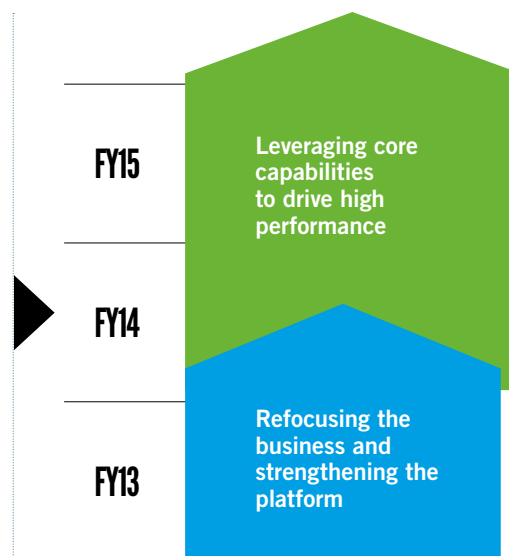 FY15
Leveraging core
capabilities
to drive high
performance
FY14
FY13
Refocusing the
business and
strengthening the
platform